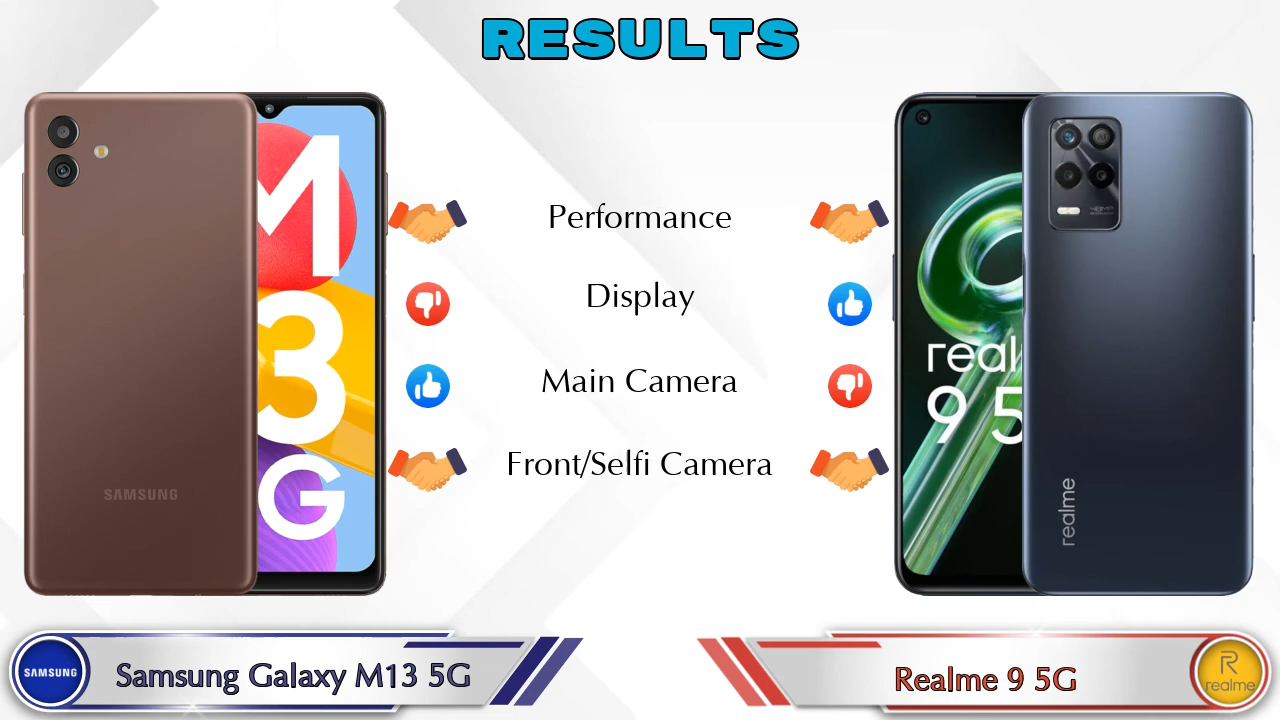 RESULTS
M
3
G
SAMSUNG
Performance
Display
Main Camera
Front/Selfi Camera
48MP
real
9 5
realme
SAMSUNG
Samsung Galaxy M13 5G
Realme 9 5G
R
realme